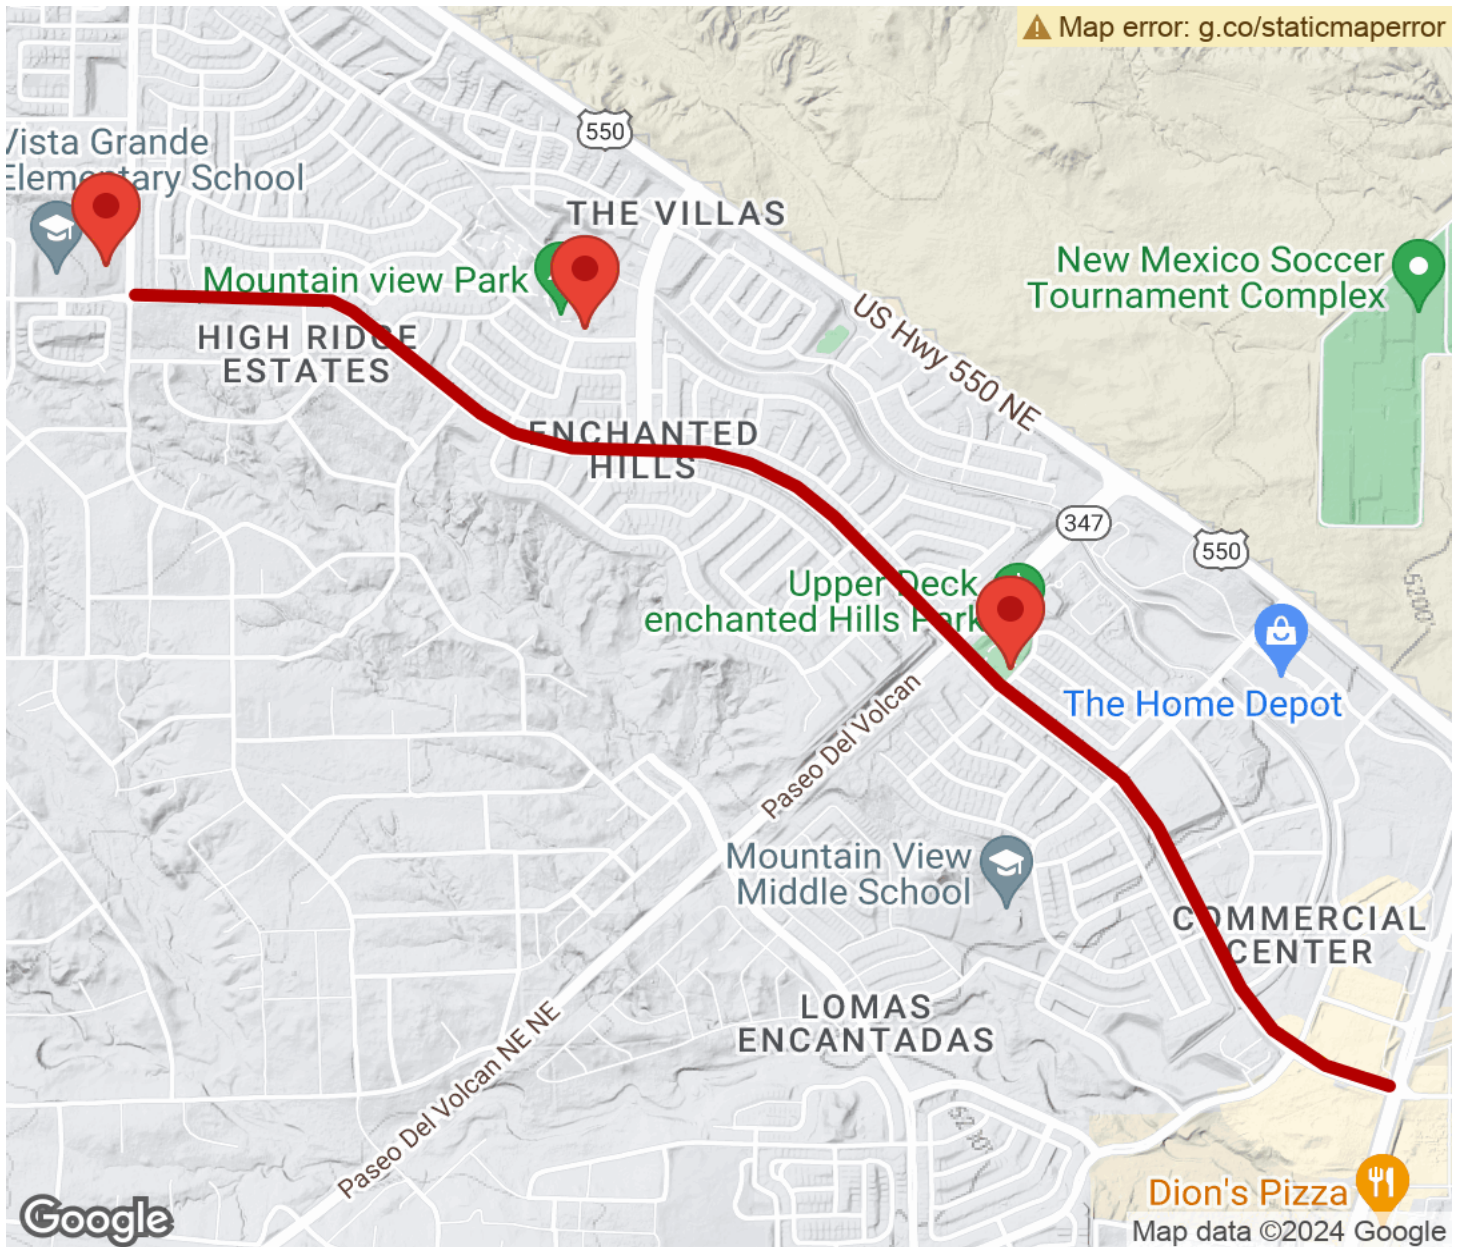 Map error: g.co/staticmaperror
550
Vista Grande
Elementary School
THE VILLAS
Mountain view Park
New Mexico Soccer
Tournament Complex
US Hwy 550 NE
HIGH RIDGE
ESTATES
ENCHANTED
HILLS
347
550
5200'
Upper Deck
enchanted Hills Park
The Home Depot
Paseo Del Volcan
Mountain View
Middle School
COMMERCIAL
CENTER
LOMAS
ENCANTADAS
Paseo Del Volcan NE NE
5210'
Dion's Pizza
Google
Map data ©2024 Google